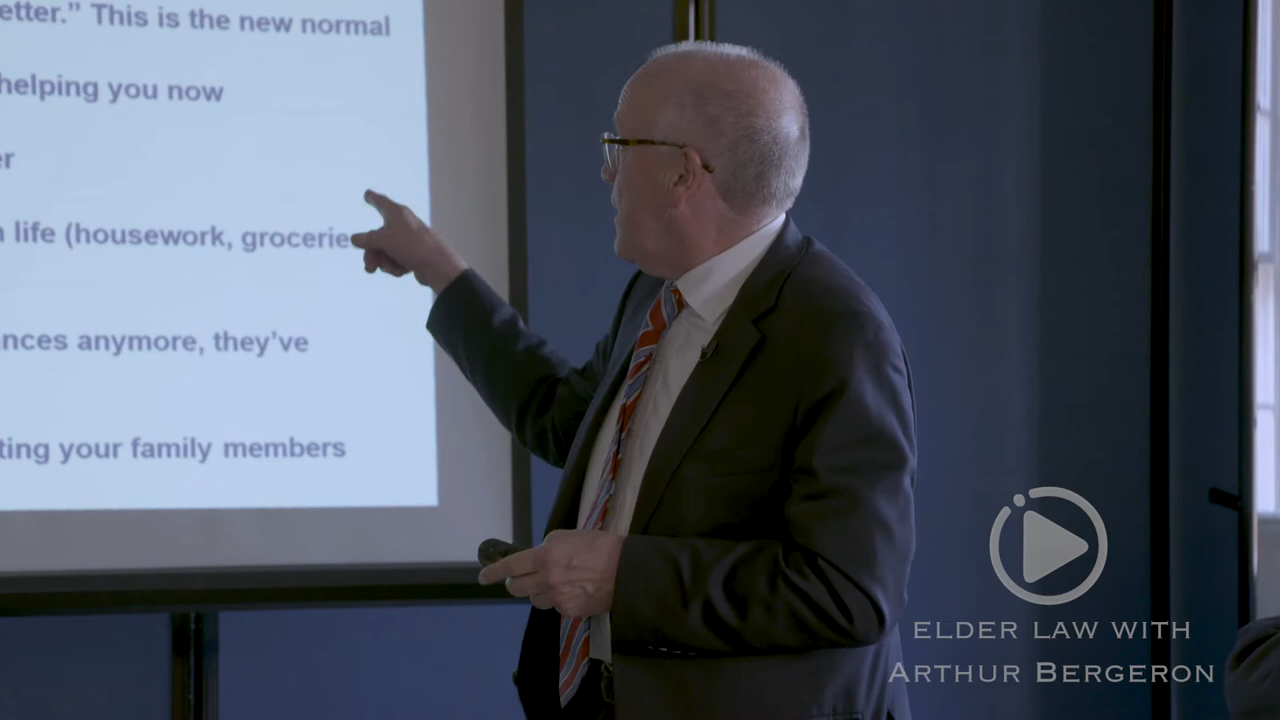 etter.” This is the new normal
helping you now
er
n life (housework, grocerie
ances anymore, they’ve
ting your family members
ELDER LAW WITH
ARTHUR BERGERON